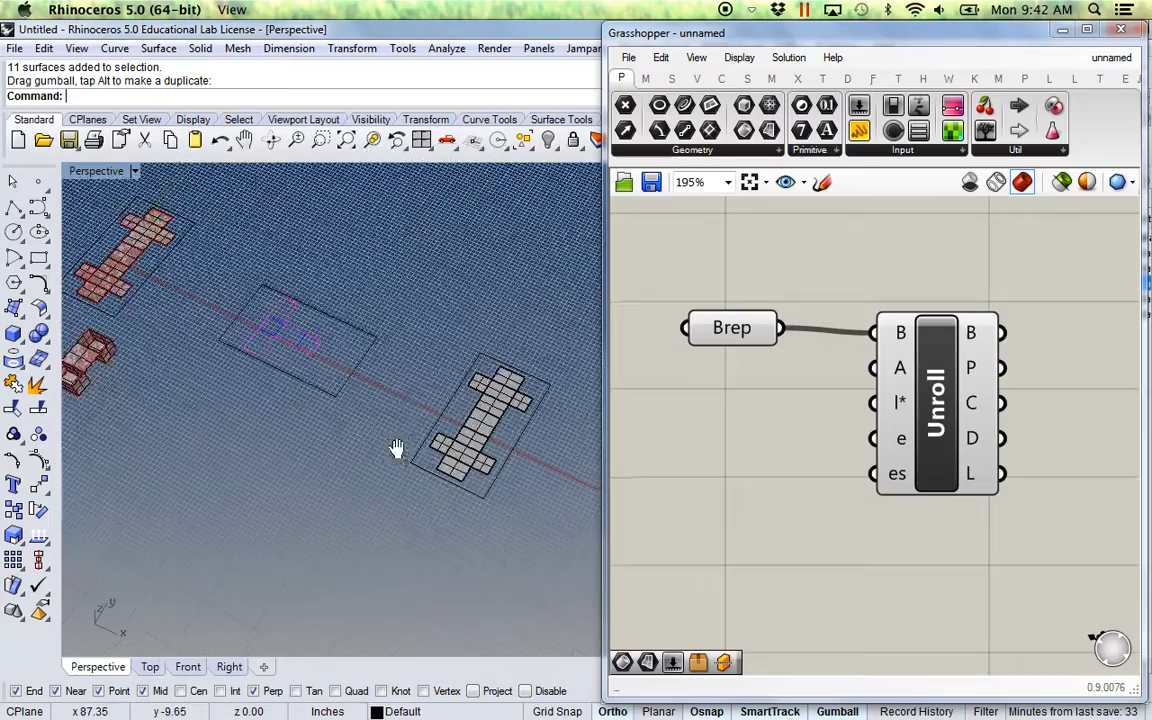 Rhinoceros 5.0 (64-bit) View Mon 9:42 AM
Untitled - Rhinoceros 5.0 Educational Lab License - [Perspective]
File Edit View Curve Surface Solid Mesh Dimension Transform Tools Analyze Render Panels Jampar
11 surfaces added to selection.
Drag gumball, tap Alt to make a duplicate:
Command:
Standard CPlanes Set View Display Select Viewport Layout Visibility Transform Curve Tools Surface Tools
Perspective
z y
x
Perspective Top Front Right
End Near Point Mid Cen Int Perp Tan Quad Knot Vertex Project Disable
CPlane x 87.35 y -9.65 z 0.00 Inches Default Grid Snap Ortho Planar Osnap SmartTrack Gumball Record History Filter Minutes from last save: 33
Grasshopper - unnamed
File Edit View Display Solution Help unnamed
P M S V C S M X T D F T K U M W K M P L L T E J
Geometry Primitive Input Util
195%
Brep
Unroll
B B
A P
l* C
e D
es L
0.9.0076